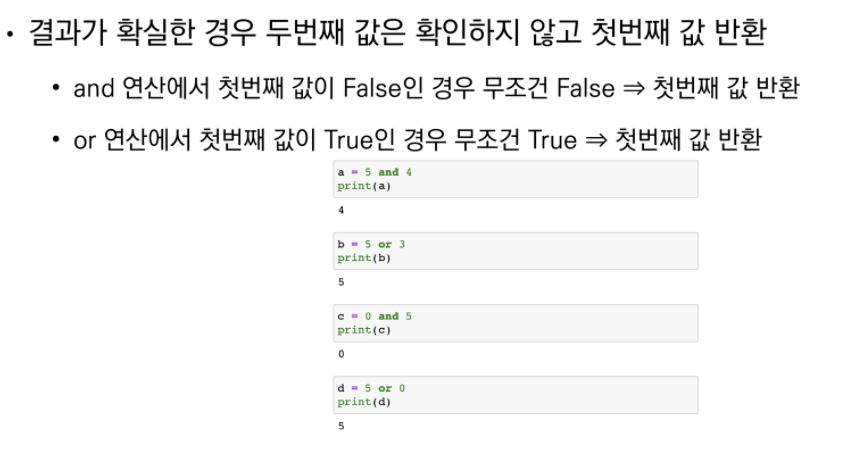 • 결과가 확실한 경우 두번째 값은 확인하지 않고 첫번째 값 반환
• and 연산에서 첫번째 값이 False인 경우 무조건 False ⇒ 첫번째 값 반환
• or 연산에서 첫번째 값이 True인 경우 무조건 True ⇒ 첫번째 값 반환
a = 5 and 4
print(a)
4
b = 5 or 3
print(b)
5
c = 0 and 5
print(c)
0
d = 5 or 0
print(d)
5